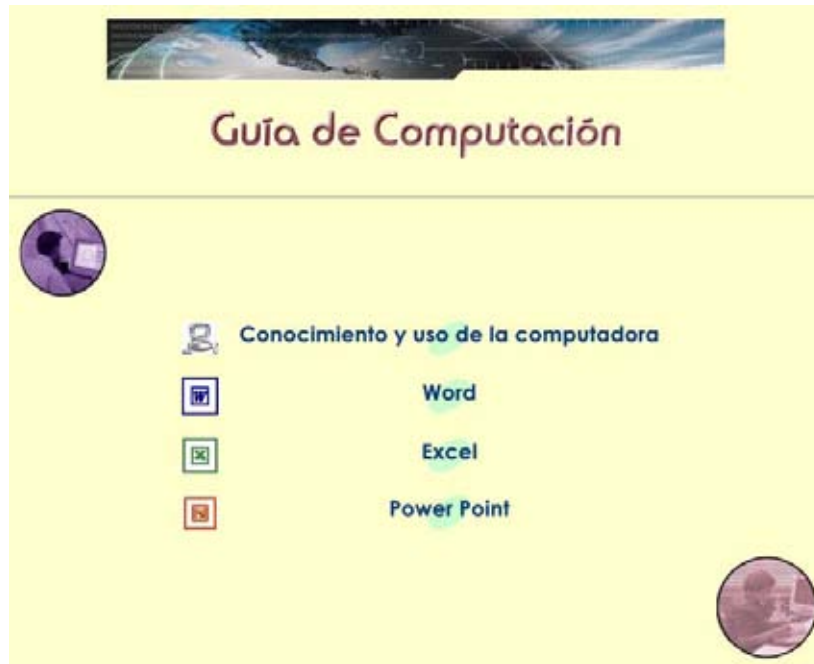 Guía de Computación
Conocimiento y uso de la computadora
Word
Excel
Power Point